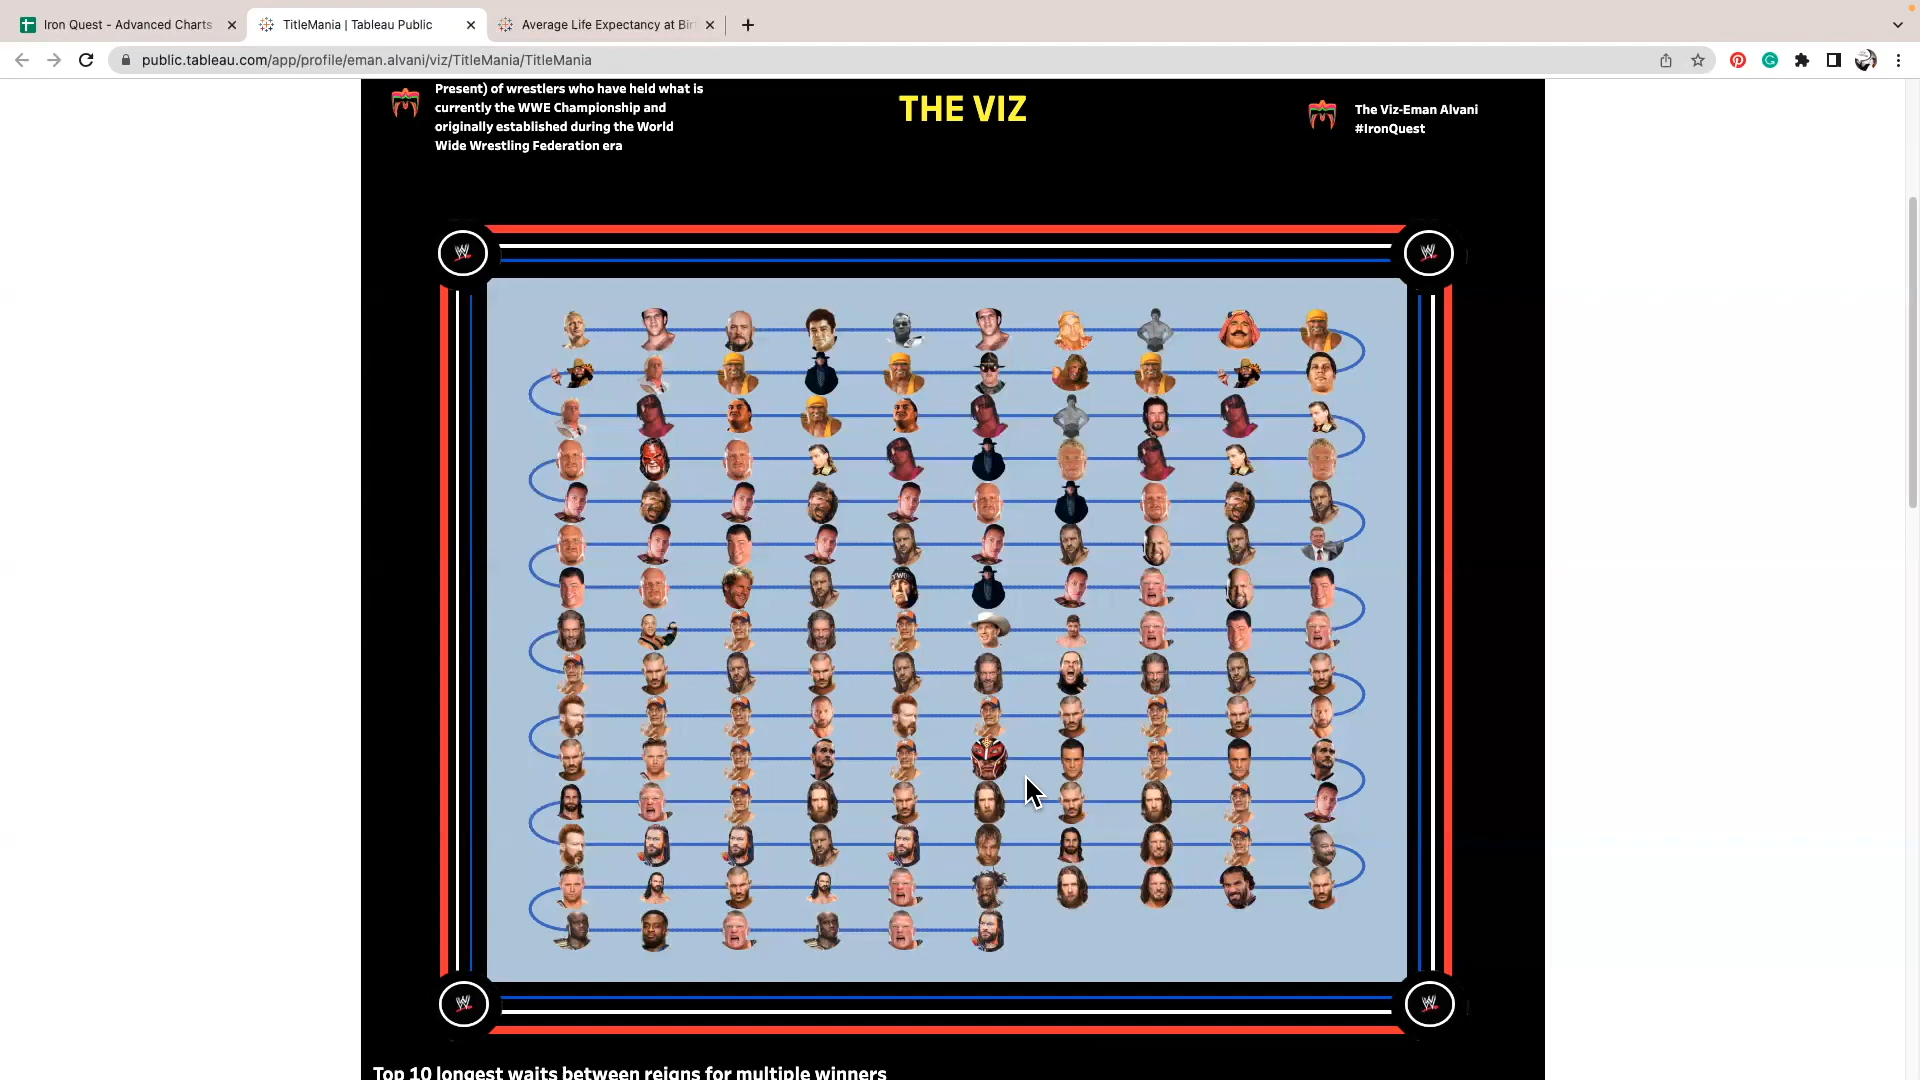 Iron Quest - Advanced Charts
TitleMania | Tableau Public
Average Life Expectancy at Bir
public.tableau.com/app/profile/eman.alvani/viz/TitleMania/TitleMania
Present) of wrestlers who have held what is
currently the WWE Championship and
originally established during the World
Wide Wrestling Federation era
THE VIZ
The Viz-Eman Alvani
#IronQuest
Top 10 longest waits between reigns for multiple winners